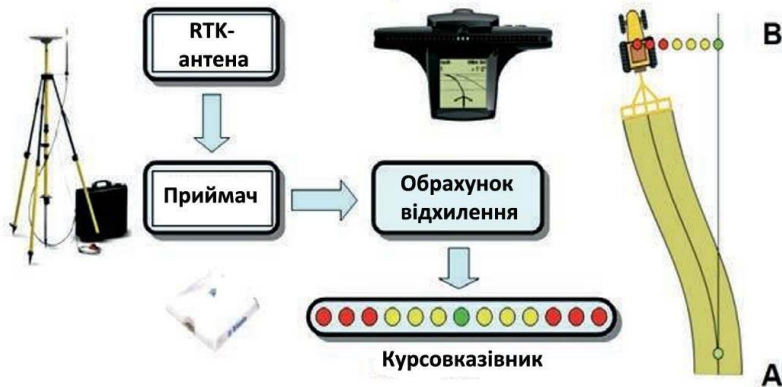 RTK-
антена
Приймач
Обрахунок
відхилення
Курсовказівник
B
A